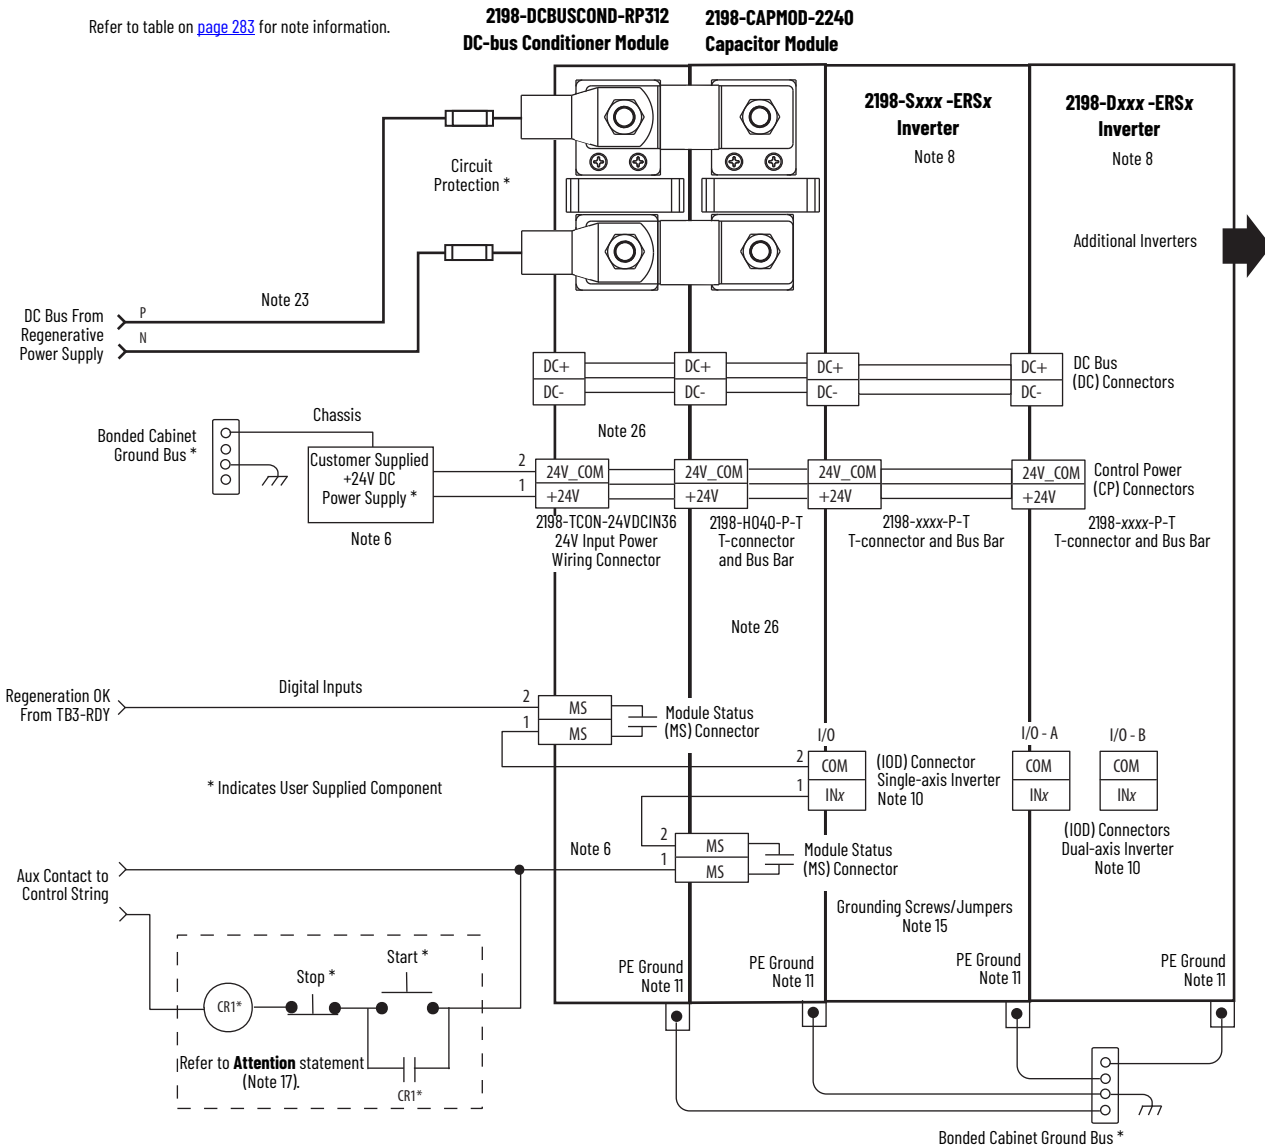 Refer to table on page 283 for note information.
2198-DCBUSCOND-RP312
DC-bus Conditioner Module
2198-CAPMOD-2240
Capacitor Module
2198-Sxxx -ERSx
Inverter
Note 8
2198-Dxxx -ERSx
Inverter
Note 8
Circuit
Protection *
Additional Inverters
Note 23
DC Bus From
Regenerative
Power Supply
P
N
DC+
DC-
DC+
DC-
DC+
DC-
DC+
DC-
DC Bus
(DC) Connectors
Note 26
Bonded Cabinet
Ground Bus *
Chassis
Customer Supplied
+24V DC
Power Supply *
Note 6
2
1
24V_COM
+24V
24V_COM
+24V
24V_COM
+24V
24V_COM
+24V
Control Power
(CP) Connectors
2198-TCON-24VDCIN36
24V Input Power
Wiring Connector
2198-H040-P-T
T-connector
and Bus Bar
2198-xxxx-P-T
T-connector and Bus Bar
2198-xxxx-P-T
T-connector and Bus Bar
Note 26
Regeneration OK
From TB3-RDY
Digital Inputs
2
1
MS
MS
Module Status
(MS) Connector
I/O
2
1
COM
INx
(IOD) Connector
Single-axis Inverter
Note 10
I/O - A
COM
INx
I/O - B
COM
INx
(IOD) Connectors
Dual-axis Inverter
Note 10
* Indicates User Supplied Component
Note 6
2
1
MS
MS
Module Status
(MS) Connector
Aux Contact to
Control String
Grounding Screws/Jumpers
Note 15
Stop *
Start *
CR1*
CR1*
Refer to Attention statement
(Note 17).
PE Ground
Note 11
PE Ground
Note 11
PE Ground
Note 11
PE Ground
Note 11
Bonded Cabinet Ground Bus *